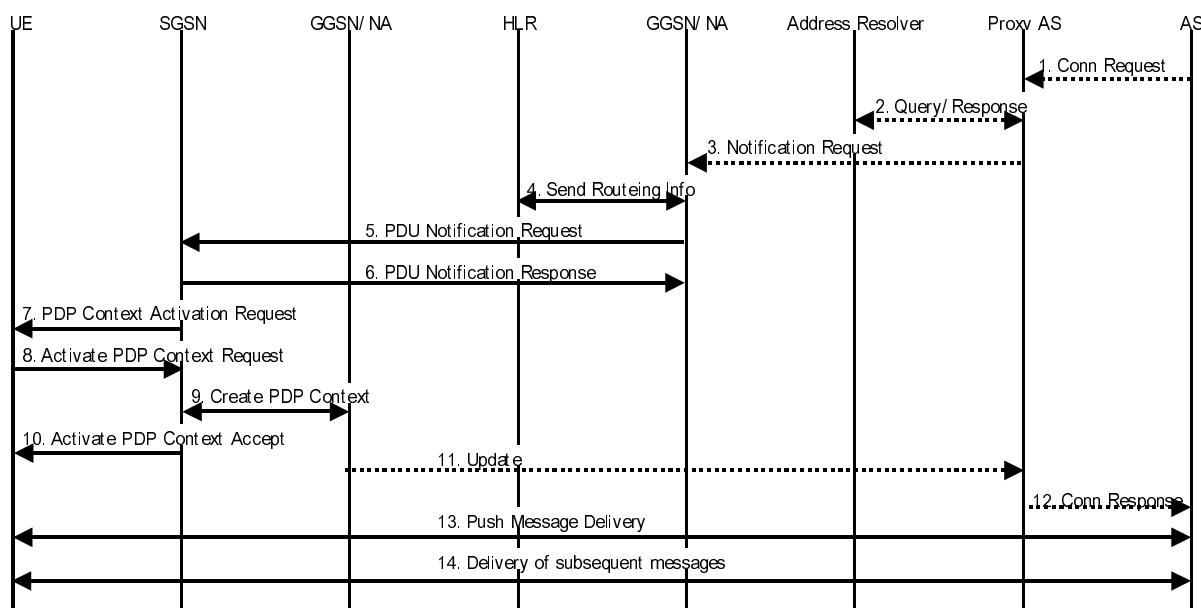 UE SGSN GGSN/ NA HLR GGSN/ NA Address Resolver Proxy AS AS
1. Conn Request
2. Query/ Response
3. Notification Request
4. Send Routeing Info
5. PDU Notification Request
6. PDU Notification Response
7. PDP Context Activation Request
8. Activate PDP Context Request
9. Create PDP Context
10. Activate PDP Context Accept
11. Update
12. Conn Response
13. Push Message Delivery
14. Delivery of subsequent messages